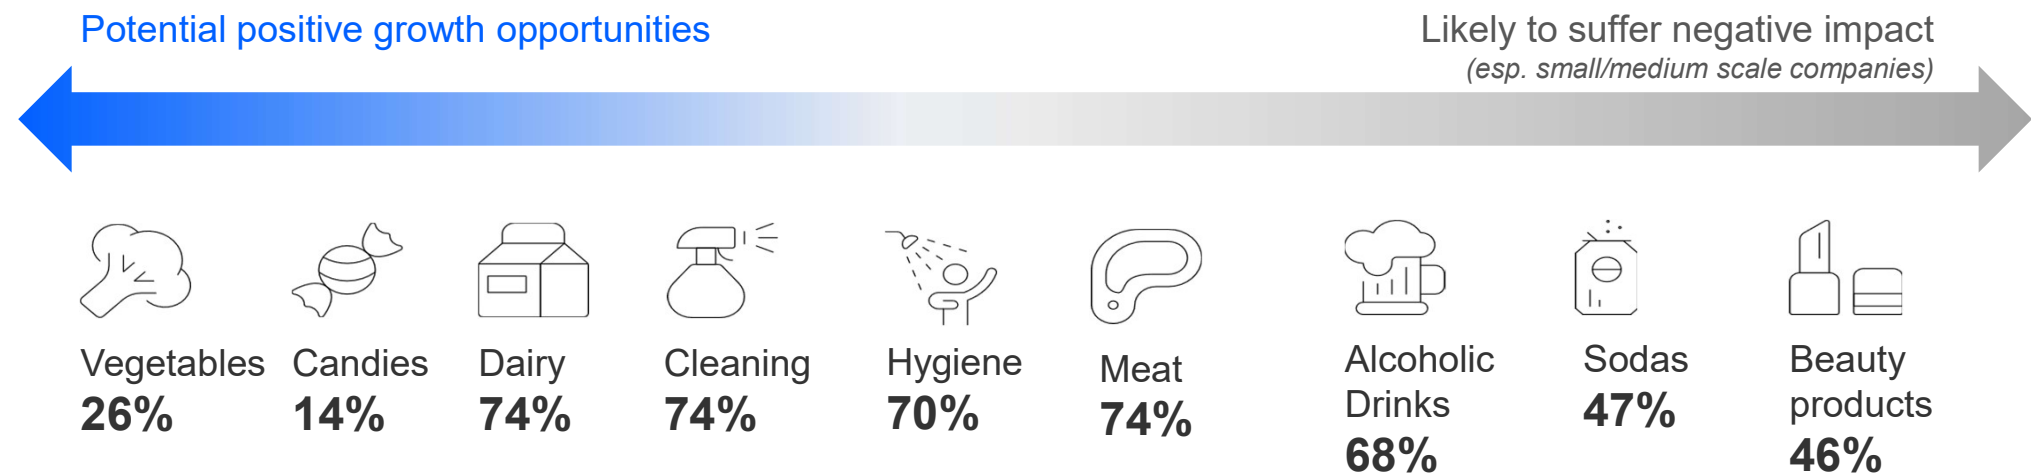 Potential positive growth opportunities
Likely to suffer negative impact
(esp. small/medium scale companies)
Vegetables
26%
Candies
14%
Dairy
74%
Cleaning
74%
Hygiene
70%
Meat
74%
Alcoholic
Drinks
68%
Sodas
47%
Beauty
products
46%